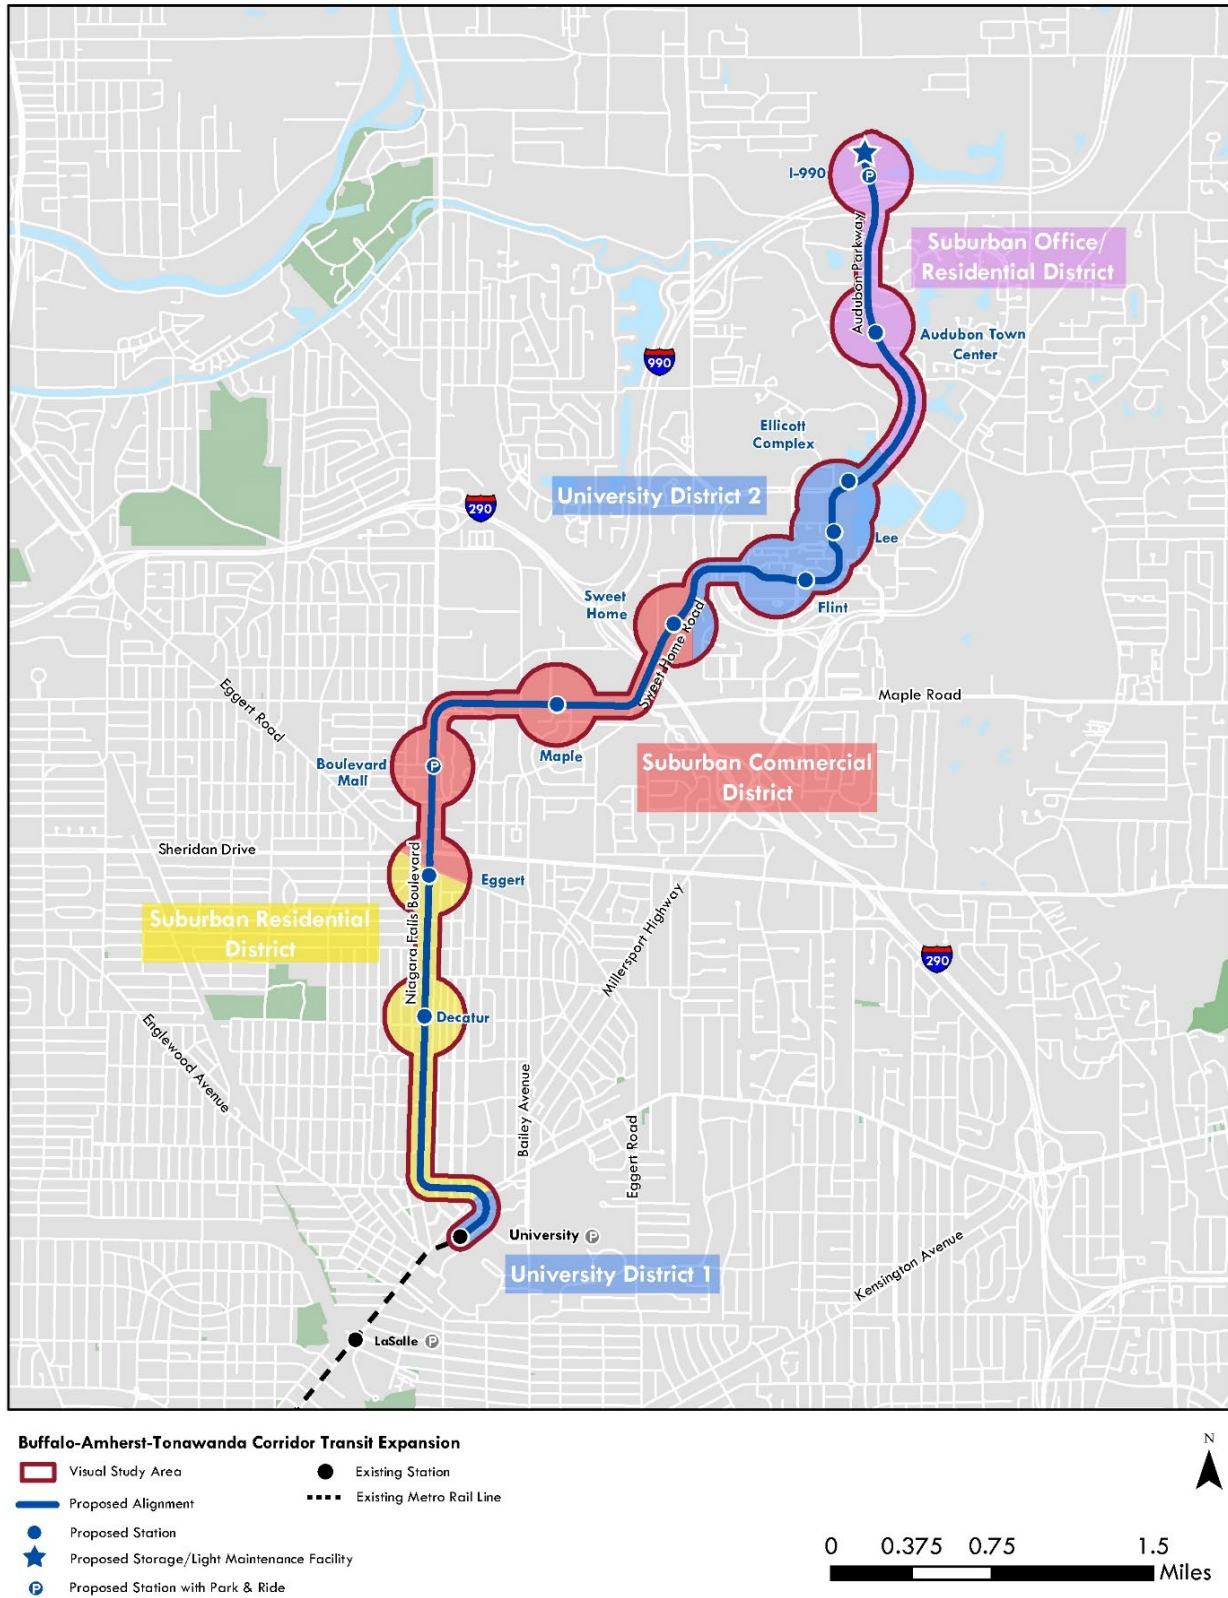 I-990
Audubon Parkway
Suburban Office/
Residential District
Audubon Town
Center
990
Ellicott
Complex
University District 2
290
Lee
Sweet
Home
Flint
Sweet Home Road
Eggert Road
Maple Road
Maple
Boulevard
Mall
P
Suburban Commercial
District
Sheridan Drive
Niagara Falls Boulevard
Eggert
Suburban Residential
District
Millersport Highway
290
Decatur
Englewood Avenue
Bailey Avenue
Eggert Road
University P
Kensington Avenue
University District 1
LaSalle P
P
Buffalo-Amherst-Tonawanda Corridor Transit Expansion
Visual Study Area
Existing Station
Proposed Alignment
Existing Metro Rail Line
Proposed Station
Proposed Storage/Light Maintenance Facility
P Proposed Station with Park & Ride
N
0 0.375 0.75 1.5
Miles